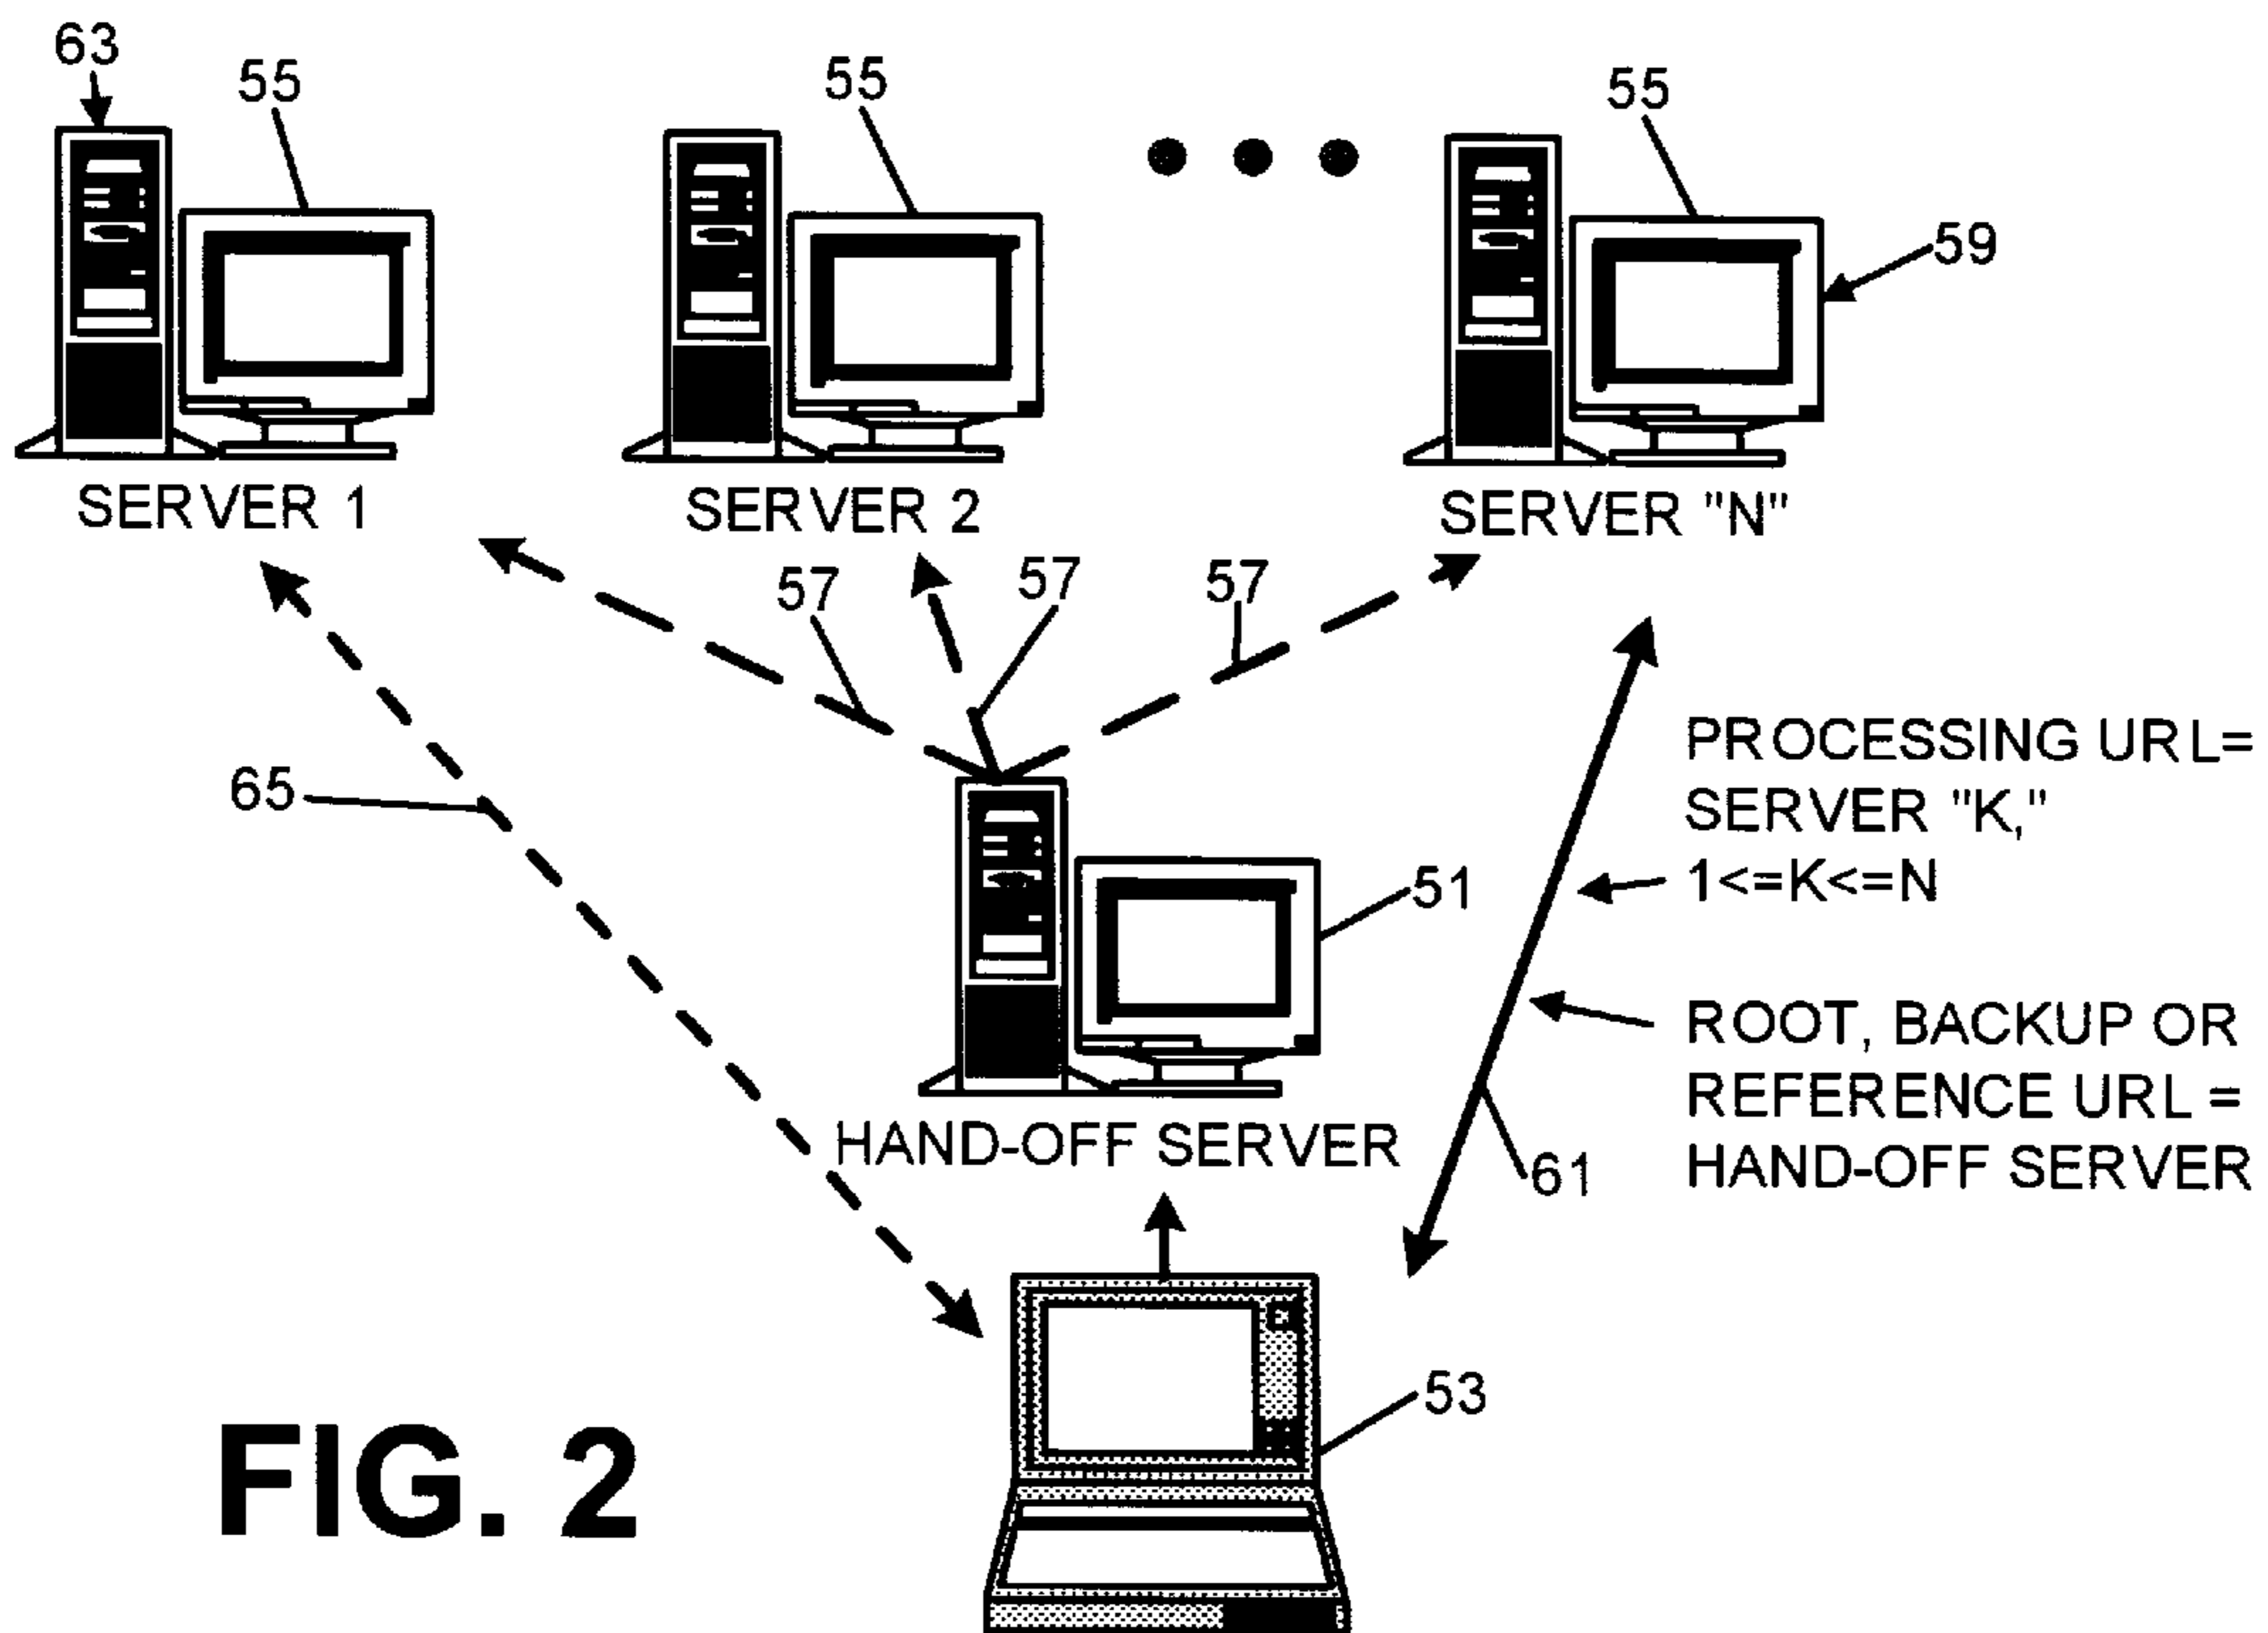 63
55
55
55
59
SERVER 1
SERVER 2
SERVER "N"
57
57
57
PROCESSING URL=
SERVER "K,"
1<=K<=N
65
51
ROOT, BACKUP OR
REFERENCE URL =
HAND-OFF SERVER
HAND-OFF SERVER
61
53
FIG. 2